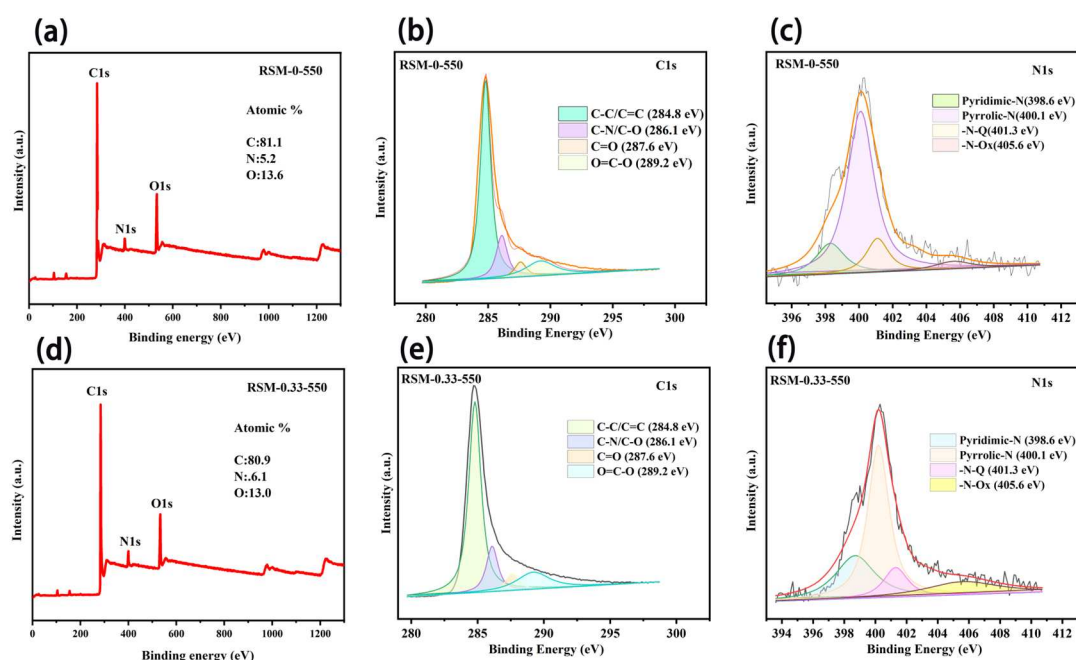 (a)
RSM-0-550
C1s
Atomic %
C:81.1
N:5.2
O:13.6
O1s
N1s
Intensity (a.u.)
0 200 400 600 800 1000 1200
Binding energy (eV)
(b)
RSM-0-550
C1s
C-C/C=C (284.8 eV)
C-N/C-O (286.1 eV)
C=O (287.6 eV)
O=C-O (289.2 eV)
Intensity (a.u.)
280 285 290 295 300
Binding Energy (eV)
(c)
RSM-0-550
N1s
Pyridimic-N(398.6 eV)
Pyrrolic-N(400.1 eV)
-N-Q(401.3 eV)
-N-Ox(405.6 eV)
Intensity (a.u.)
396 398 400 402 404 406 408 410 412
Binding Energy (eV)
(d)
RSM-0.33-550
C1s
Atomic %
C:80.9
N:.6.1
O:13.0
O1s
N1s
Intensity (a.u.)
0 200 400 600 800 1000 1200
Binding energy (eV)
(e)
RSM-0.33-550
C1s
C-C/C=C (284.8 eV)
C-N/C-O (286.1 eV)
C=O (287.6 eV)
O=C-O (289.2 eV)
Intensity (a.u.)
280 285 290 295 300
Binding Energy (eV)
(f)
RSM-0.33-550
N1s
Pyridimic-N (398.6 eV)
Pyrrolic-N (400.1 eV)
-N-Q (401.3 eV)
-N-Ox (405.6 eV)
Intensity (a.u.)
394 396 398 400 402 404 406 408 410 412
Binding Energy (eV)